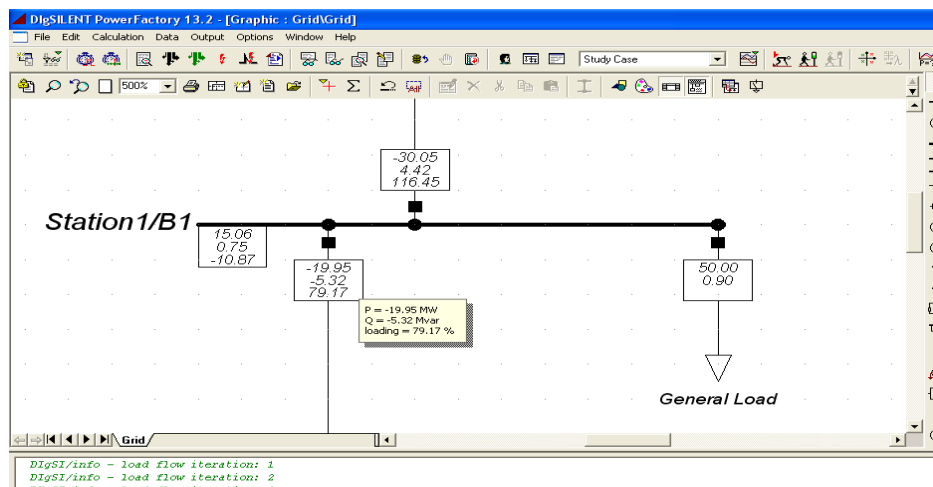 DIgSILENT PowerFactory 13.2 - [Graphic : Grid\Grid]
File Edit Calculation Data Output Options Window Help
Study Case
500%
-30.05
4.42
116.45
Station1/B1
15.06
0.75
-10.87
-19.95
-5.32
79.17
50.00
0.90
P = -19.95 MW
Q = -5.32 Mvar
loading = 79.17 %
General Load
Grid
DIgSI/info - load flow iteration: 1
DIgSI/info - load flow iteration: 2